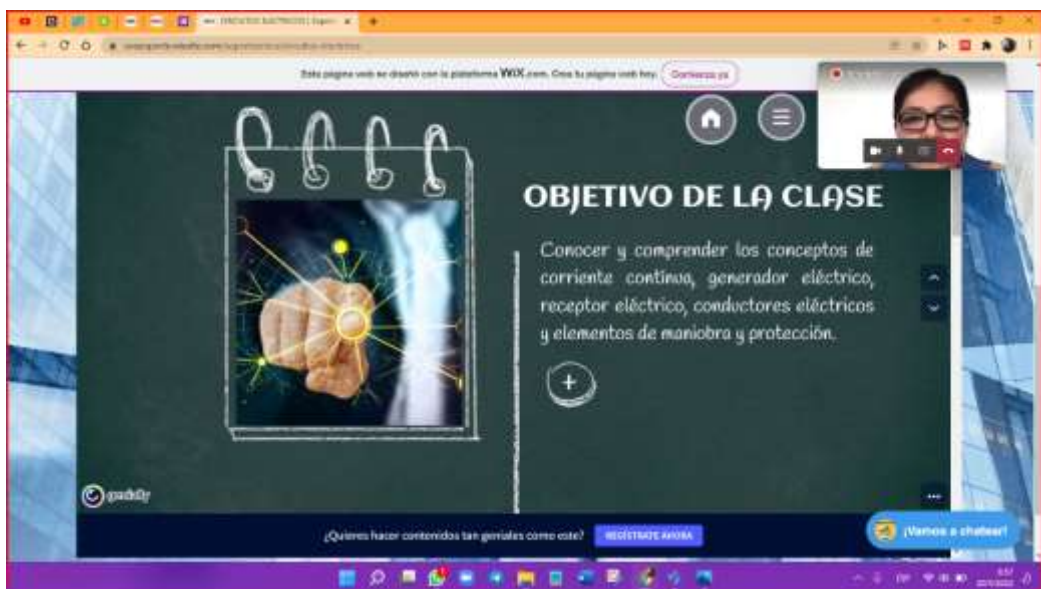 Esta página web se diseñó con la plataforma WiX.com. Crea tu página web hoy. Comienza ya
OBJETIVO DE LA CLASE
Conocer y comprender los conceptos de
corriente continua, generador eléctrico,
receptor eléctrico, conductores eléctricos
y elementos de maniobra y protección.
+
genially
¿Quieres hacer contenidos tan geniales como este? REGÍSTRATE AHORA
¡Vamos a chatear!